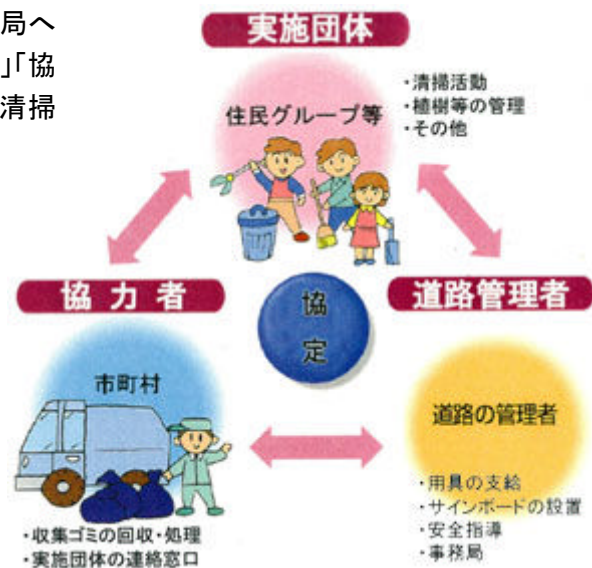 局へ
」「協
清掃
実施団体
住民グループ等
・清掃活動
・植樹等の管理
・その他
協力者
協定
道路管理者
市町村
道路の管理者
・収集ゴミの回収・処理
・実施団体の連絡窓口
・用具の支給
・サインボードの設置
・安全指導
・事務局